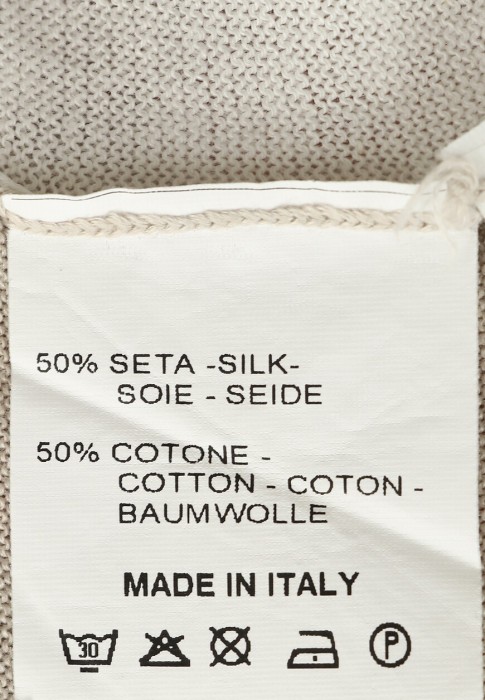 50% SETA -SILK-
SOIE - SEIDE
50% COTONE -
COTTON - COTON -
BAUMWOLLE
MADE IN ITALY
30 P